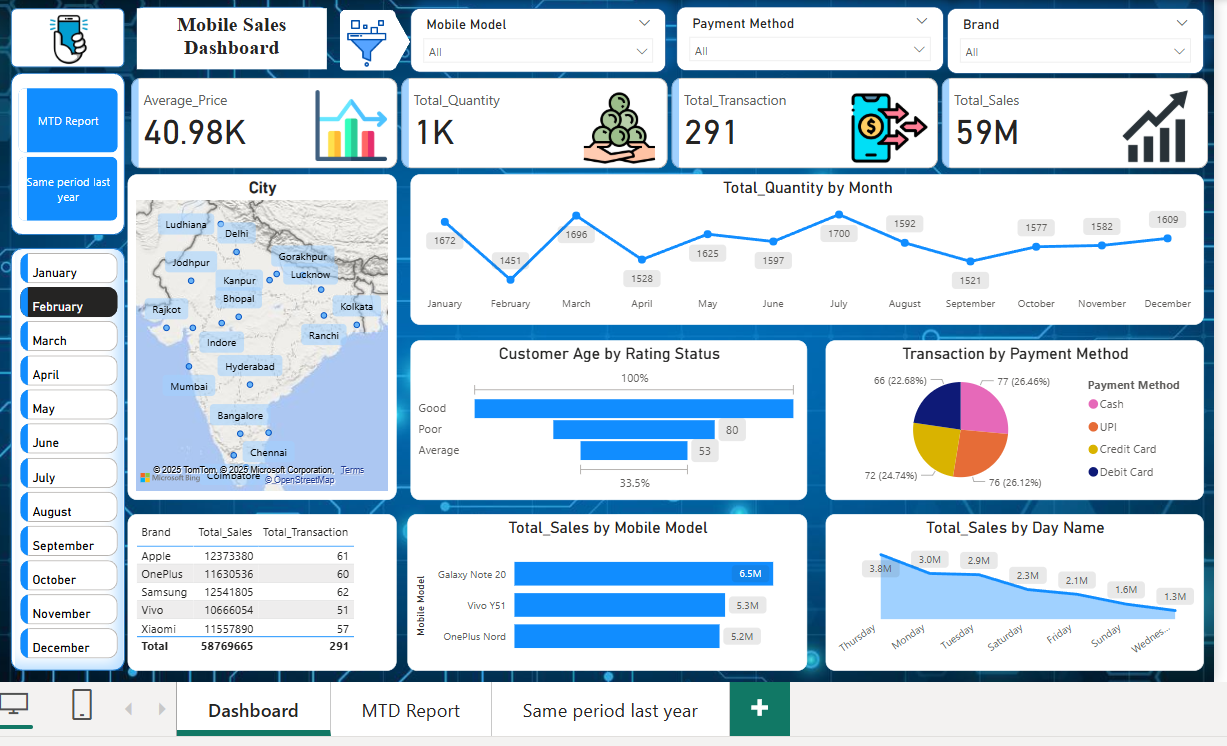 Mobile Sales
Dashboard
Mobile Model
All
Payment Method
All
Brand
All
MTD Report
Same period last
year
Average_Price
40.98K
Total_Quantity
1K
Total_Transaction
291
Total_Sales
59M
January
February
March
April
May
June
July
August
September
October
November
December
City
Ludhiana
Delhi
Jodhpur
Gorakhpur
Lucknow
Kanpur
Bhopal
Rajkot
Kolkata
Indore
Ranchi
Hyderabad
Mumbai
Bangalore
Chennai
Coimbatore
© 2025 TomTom, © 2025 Microsoft Corporation, Terms
Microsoft Bing
© OpenStreetMap
Total_Quantity by Month
1672
1451
1696
1528
1625
1597
1700
1592
1521
1577
1582
1609
January February March April May June July August September October November December
Customer Age by Rating Status
100%
Good
Poor 80
Average 53
33.5%
Transaction by Payment Method
66 (22.68%)
77 (26.46%)
72 (24.74%)
76 (26.12%)
Payment Method
Cash
UPI
Credit Card
Debit Card
Brand Total_Sales Total_Transaction
Apple 12373380 61
OnePlus 11630536 60
Samsung 12541805 62
Vivo 10666054 51
Xiaomi 11557890 57
Total 58769665 291
Total_Sales by Mobile Model
Mobile Model
Galaxy Note 20 6.5M
Vivo Y51 5.3M
OnePlus Nord 5.2M
Total_Sales by Day Name
3.8M
3.0M
2.9M
2.3M
2.1M
1.6M
1.3M
Thursday Monday Tuesday Saturday Friday Sunday Wednes...
Dashboard
MTD Report
Same period last year
+